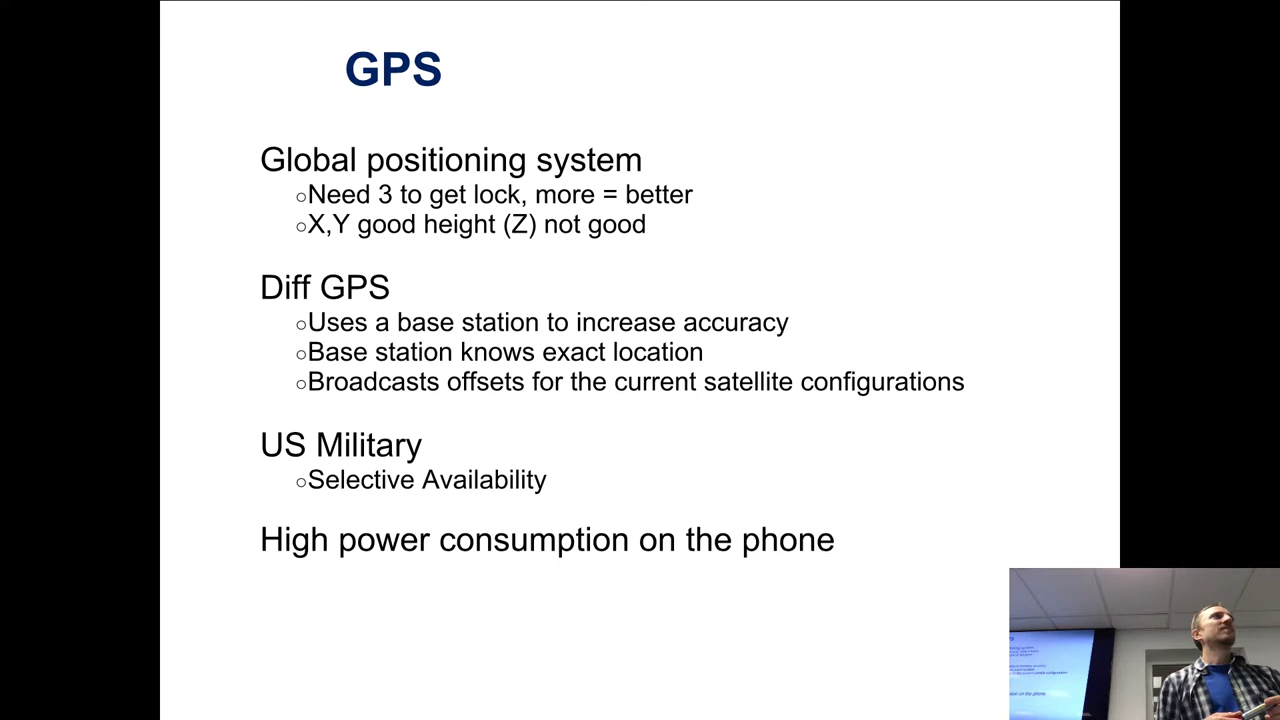 GPS
Global positioning system
○Need 3 to get lock, more = better
○X,Y good height (Z) not good
Diff GPS
○Uses a base station to increase accuracy
○Base station knows exact location
○Broadcasts offsets for the current satellite configurations
US Military
○Selective Availability
High power consumption on the phone